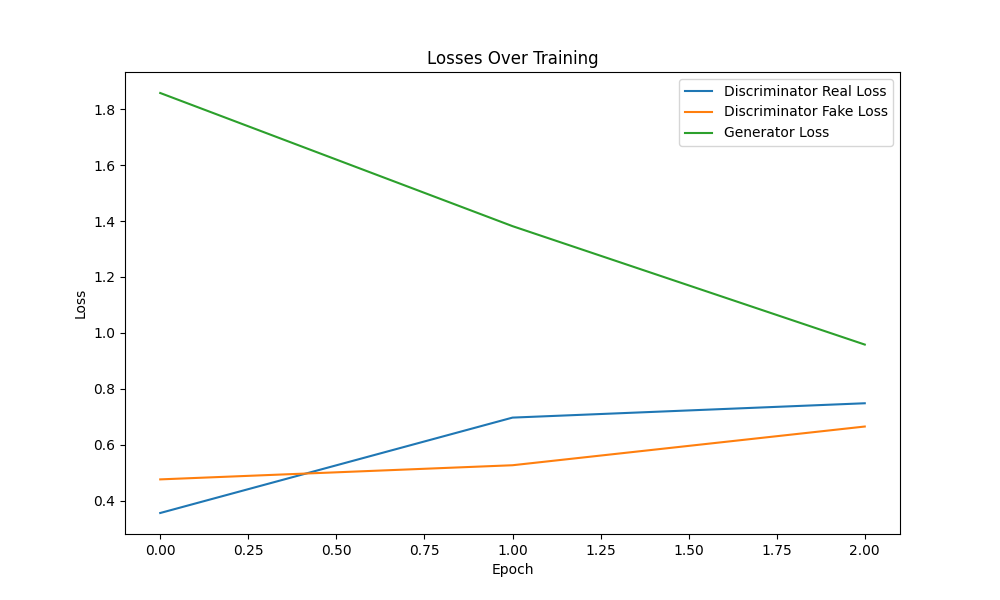 Losses Over Training
Discriminator Real Loss
Discriminator Fake Loss
Generator Loss
Loss
1.8
1.6
1.4
1.2
1.0
0.8
0.6
0.4
0.00 0.25 0.50 0.75 1.00 1.25 1.50 1.75 2.00
Epoch